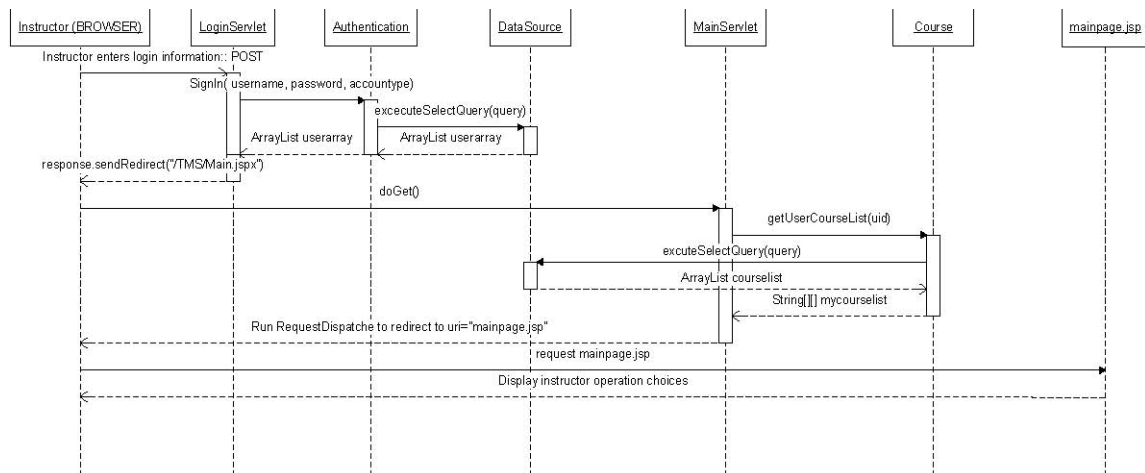 Instructor (BROWSER)
LoginServlet
Authentication
DataSource
MainServlet
Course
mainpage.jsp
Instructor enters login information:: POST
SignIn( username, password, accountype)
excecuteSelectQuery(query)
ArrayList userarray
ArrayList userarray
response.sendRedirect("/TMS/Main.jspx")
doGet()
getUserCourseList(uid)
excuteSelectQuery(query)
ArrayList courselist
String[][] mycourselist
Run RequestDispatche to redirect to uri="mainpage.jsp"
request mainpage.jsp
Display instructor operation choices